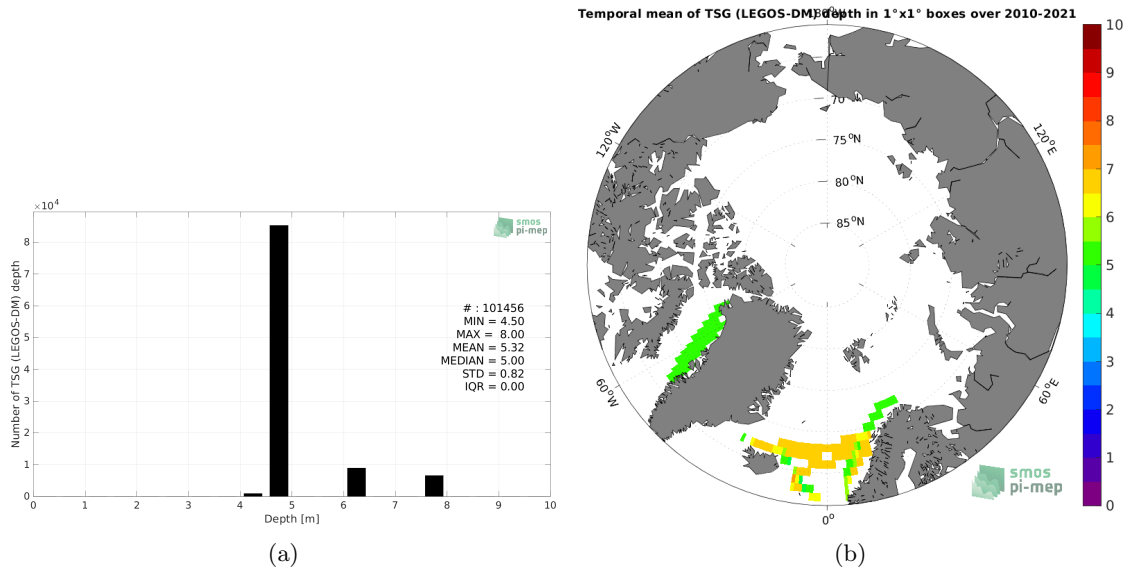 ×10⁴
8
7
6
5
4
3
2
1
0
Number of TSG (LEGOS-DM) depth
smos
pi-mep
# : 101456
MIN = 4.50
MAX = 8.00
MEAN = 5.32
MEDIAN = 5.00
STD = 0.82
IQR = 0.00
0 1 2 3 4 5 6 7 8 9 10
Depth [m]
(a)
Temporal mean of TSG (LEGOS-DM) depth in 1°x1° boxes over 2010-2021
70
75°N
80°N
85°N
120°W
120°E
60°W
60°E
0°
smos
pi-mep
10
9
8
7
6
5
4
3
2
1
0
(b)